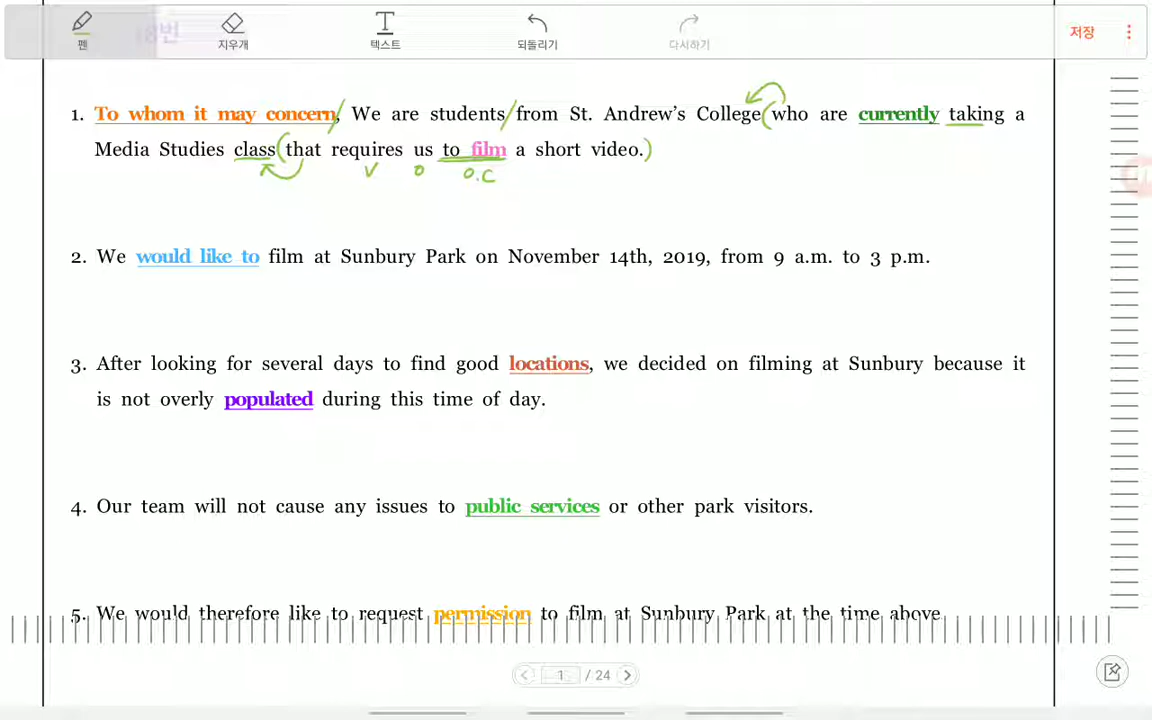 8번
펜 지우개 텍스트 되돌리기 다시하기 저장
1. To whom it may concern, We are students from St. Andrew's College who are currently taking a
Media Studies class that requires us to film a short video.
V O O.C
2. We would like to film at Sunbury Park on November 14th, 2019, from 9 a.m. to 3 p.m.
3. After looking for several days to find good locations, we decided on filming at Sunbury because it
is not overly populated during this time of day.
4. Our team will not cause any issues to public services or other park visitors.
5. We would therefore like to request permission to film at Sunbury Park at the time above
1 / 24